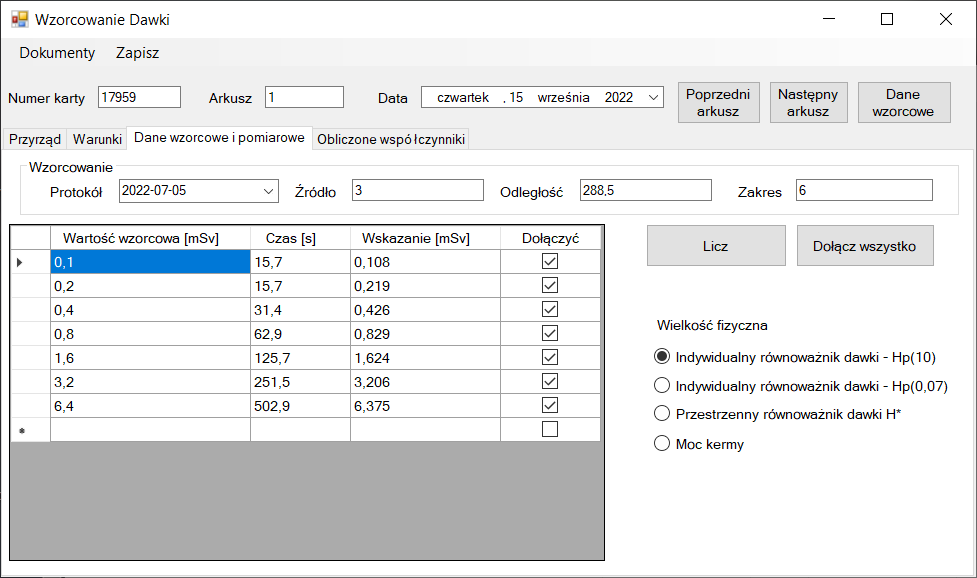 Wzorcowanie Dawki
Dokumenty Zapisz
Numer karty 17959 Arkusz 1 Data czwartek , 15 września 2022 Poprzedni arkusz Następny arkusz Dane wzorcowe
Przyrząd Warunki Dane wzorcowe i pomiarowe Obliczone współczynniki
Wzorcowanie
Protokół 2022-07-05 Źródło 3 Odległość 288,5 Zakres 6
Wartość wzorcowa [mSv] Czas [s] Wskazanie [mSv] Dołączyć
0,1 15,7 0,108
0,2 15,7 0,219
0,4 31,4 0,426
0,8 62,9 0,829
1,6 125,7 1,624
3,2 251,5 3,206
6,4 502,9 6,375
Licz Dołącz wszystko
Wielkość fizyczna
Indywidualny równoważnik dawki - Hp(10)
Indywidualny równoważnik dawki - Hp(0,07)
Przestrzenny równoważnik dawki H*
Moc kermy